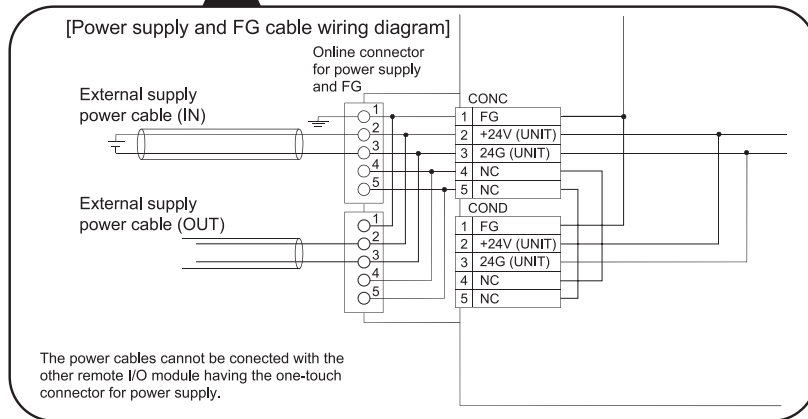 [Power supply and FG cable wiring diagram]
Online connector
for power supply
and FG
External supply
power cable (IN)
1
2
3
4
5
CONC
1 FG
2 +24V (UNIT)
3 24G (UNIT)
4 NC
5 NC
External supply
power cable (OUT)
1
2
3
4
5
COND
1 FG
2 +24V (UNIT)
3 24G (UNIT)
4 NC
5 NC
The power cables cannot be conected with the
other remote I/O module having the one-touch
connector for power supply.